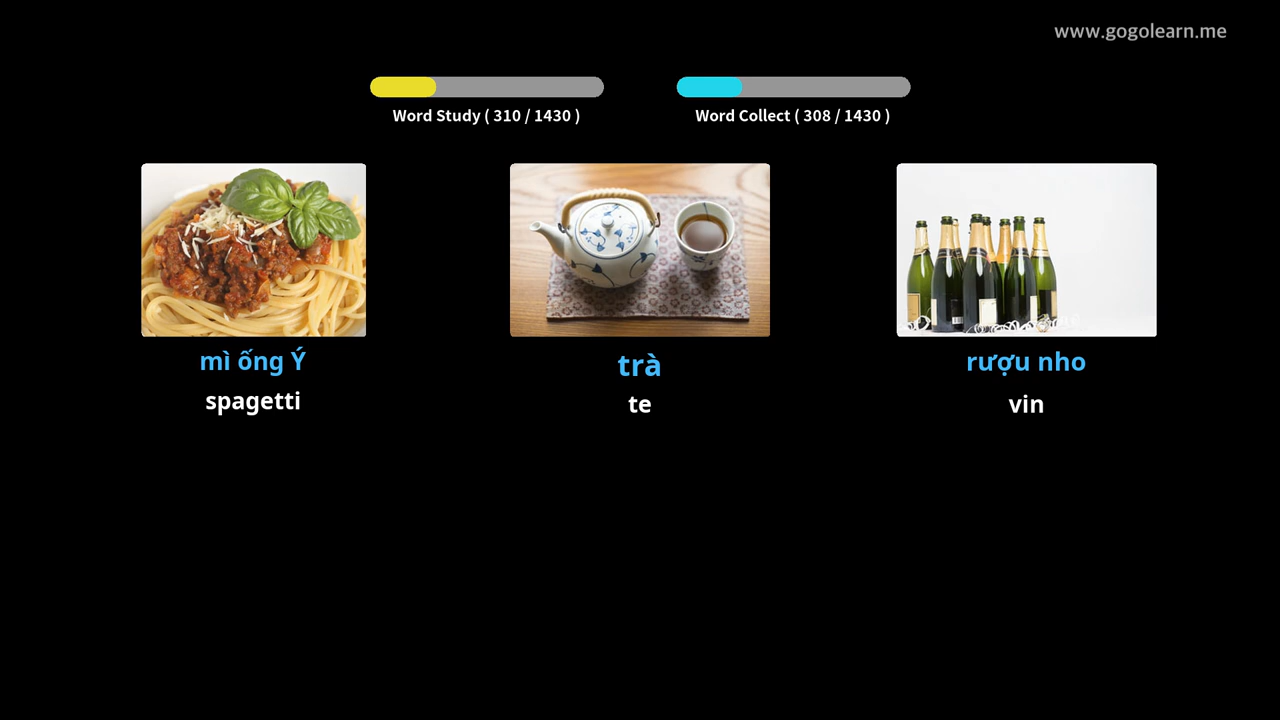 www.gogolearn.me
Word Study ( 310 / 1430 )
Word Collect ( 308 / 1430 )
mì ống Ý
spagetti
trà
te
rượu nho
vin